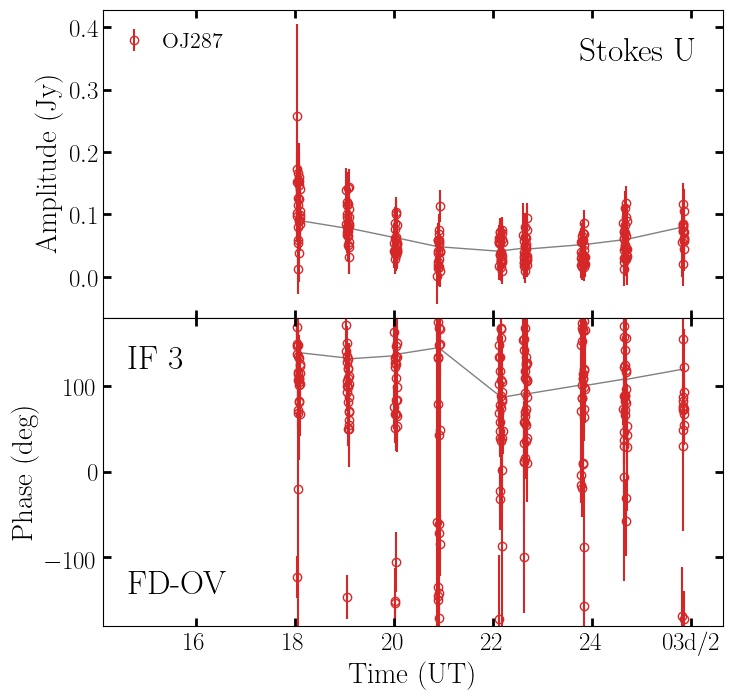 OJ287
Stokes U
0.4
0.3
0.2
0.1
0.0
Amplitude (Jy)
IF 3
100
0
−100
Phase (deg)
FD-OV
16 18 20 22 24 03d/2
Time (UT)